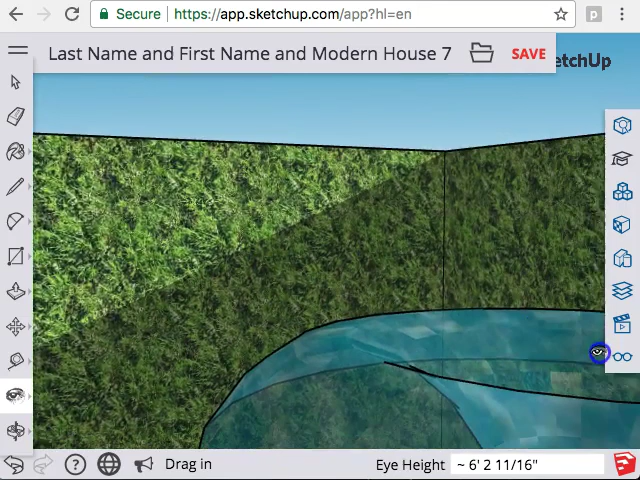 Secure
https://app.sketchup.com/app?hl=en
Last Name and First Name and Modern House 7
SAVE
etchUp
Drag in
Eye Height
~ 6' 2 11/16"